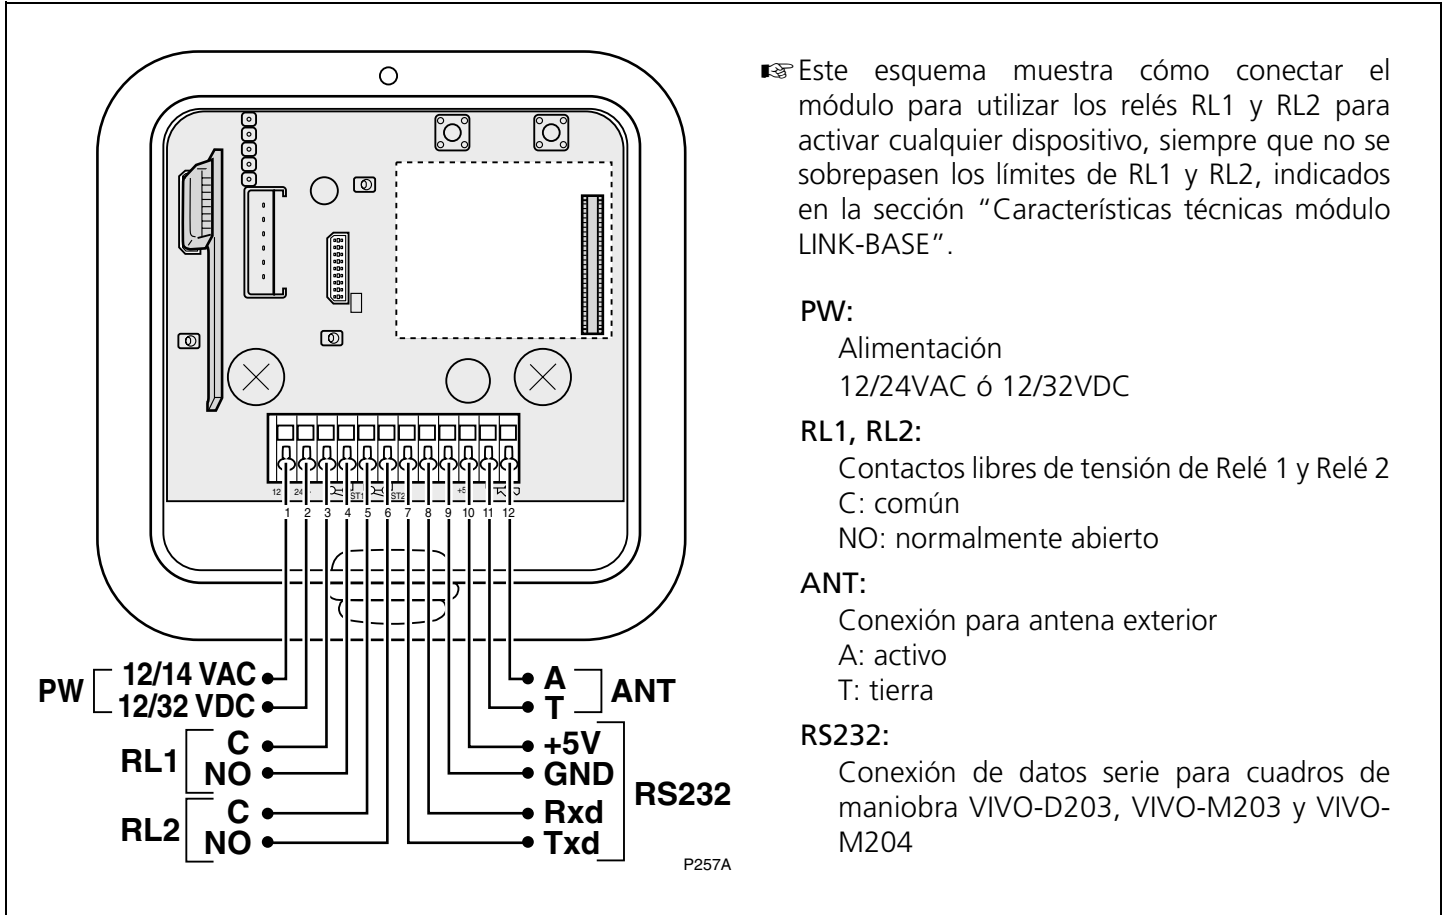 ☞ Este esquema muestra cómo conectar el
módulo para utilizar los relés RL1 y RL2 para
activar cualquier dispositivo, siempre que no se
sobrepasen los límites de RL1 y RL2, indicados
en la sección “Características técnicas módulo
LINK-BASE”.
PW:
Alimentación
12/24VAC ó 12/32VDC
RL1, RL2:
Contactos libres de tensión de Relé 1 y Relé 2
C: común
NO: normalmente abierto
ANT:
Conexión para antena exterior
A: activo
T: tierra
RS232:
Conexión de datos serie para cuadros de
maniobra VIVO-D203, VIVO-M203 y VIVO-
M204
ST1 ST2 +5
1 2 3 4 5 6 7 8 9 10 11 12
PW
12/14 VAC
12/32 VDC
RL1
C
NO
RL2
C
NO
A
T
ANT
+5V
GND
Rxd
Txd
RS232
P257A